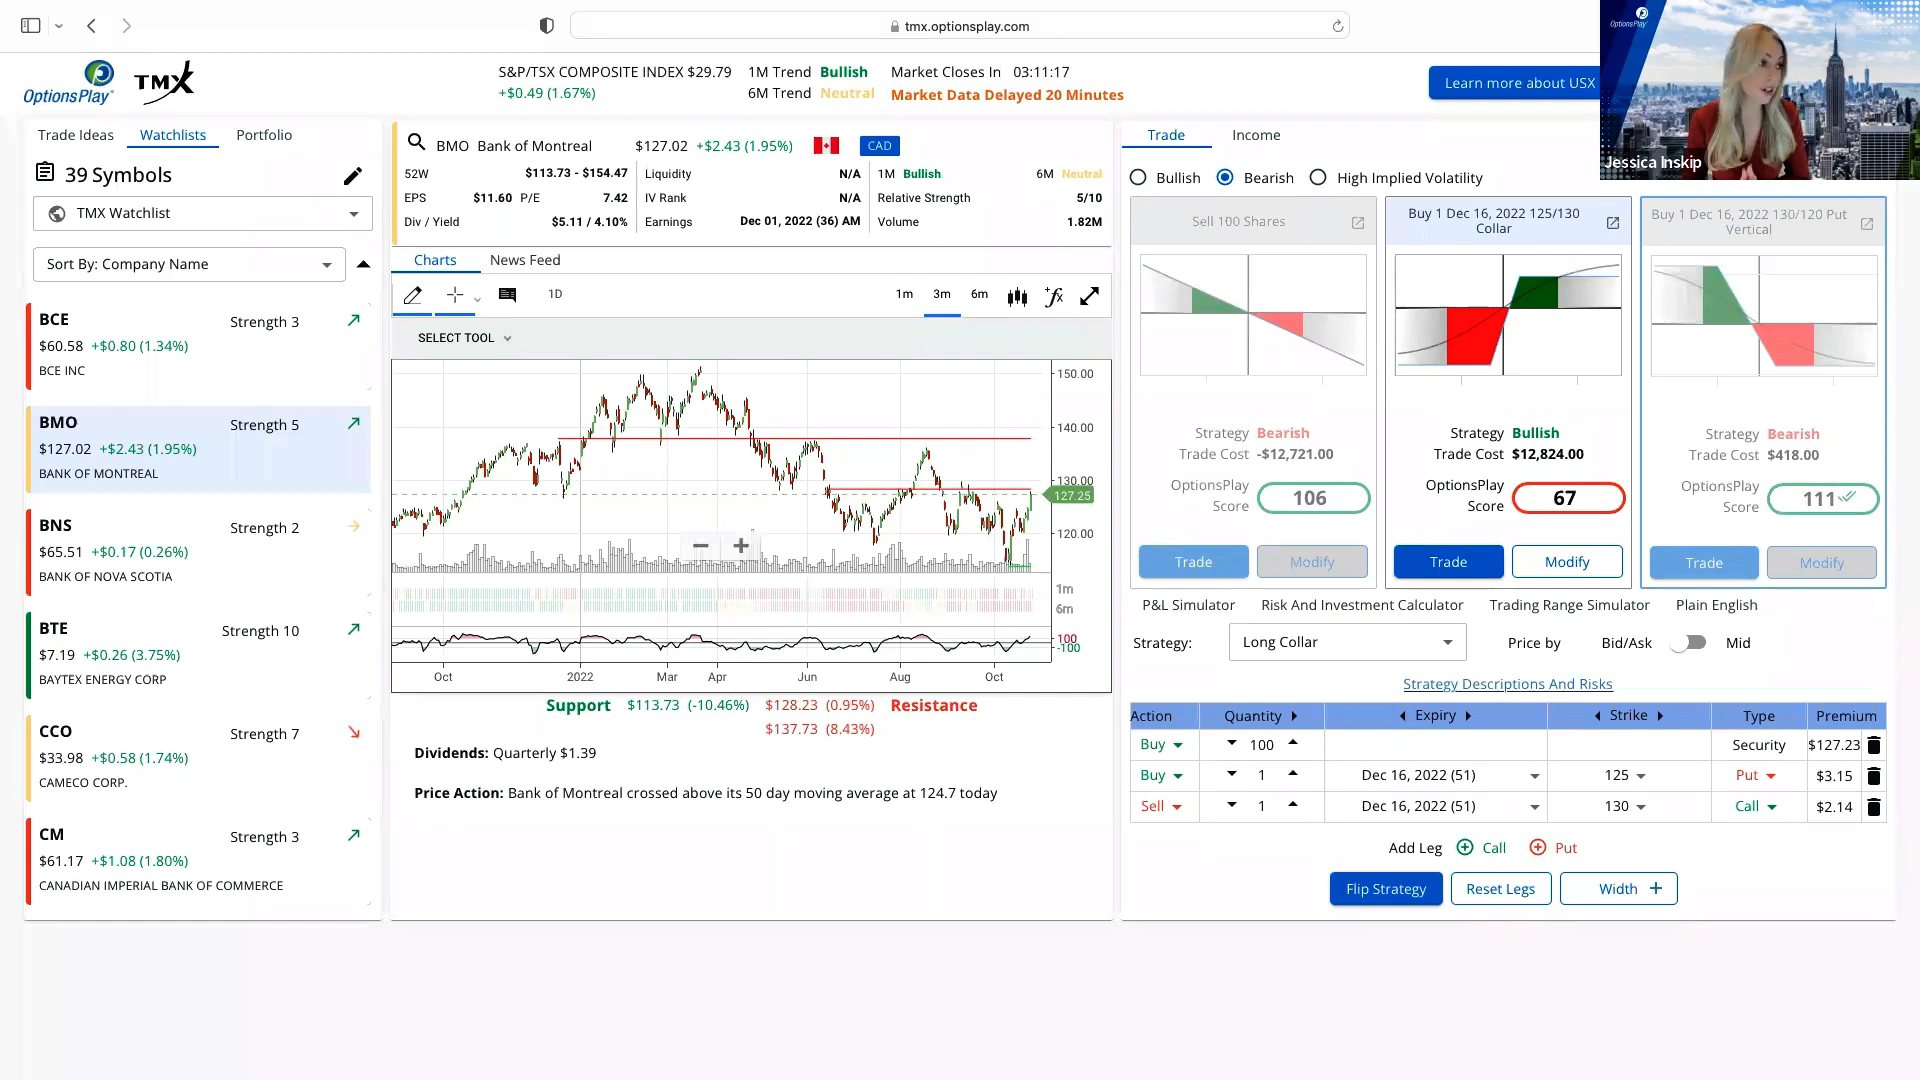 tmx.optionsplay.com
OptionsPlay
Jessica Inskip
OptionsPlay
TMX
S&P/TSX COMPOSITE INDEX $29.79
+$0.49 (1.67%)
1M Trend Bullish
6M Trend Neutral
Market Closes In 03:11:17
Market Data Delayed 20 Minutes
Learn more about USX
Trade Ideas
Watchlists
Portfolio
39 Symbols
TMX Watchlist
Sort By: Company Name
BCE
Strength 3
$60.58 +$0.80 (1.34%)
BCE INC
BMO
Strength 5
$127.02 +$2.43 (1.95%)
BANK OF MONTREAL
BNS
Strength 2
$65.51 +$0.17 (0.26%)
BANK OF NOVA SCOTIA
BTE
Strength 10
$7.19 +$0.26 (3.75%)
BAYTEX ENERGY CORP
CCO
Strength 7
$33.98 +$0.58 (1.74%)
CAMECO CORP.
CM
Strength 3
$61.17 +$1.08 (1.80%)
CANADIAN IMPERIAL BANK OF COMMERCE
BMO Bank of Montreal $127.02 +$2.43 (1.95%) CAD
52W $113.73 - $154.47 Liquidity N/A 1M Bullish 6M Neutral
EPS $11.60 P/E 7.42 IV Rank N/A Relative Strength 5/10
Div / Yield $5.11 / 4.10% Earnings Dec 01, 2022 (36) AM Volume 1.82M
Charts
News Feed
1D
1m 3m 6m fx
SELECT TOOL
150.00
140.00
130.00
127.25
120.00
1m
6m
100
-100
Oct 2022 Mar Apr Jun Aug Oct
Support $113.73 (-10.46%) $128.23 (0.95%) Resistance
$137.73 (8.43%)
Dividends: Quarterly $1.39
Price Action: Bank of Montreal crossed above its 50 day moving average at 124.7 today
Trade
Income
Bullish
Bearish
High Implied Volatility
Sell 100 Shares
Strategy Bearish
Trade Cost -$12,721.00
OptionsPlay
Score
106
Trade
Modify
Buy 1 Dec 16, 2022 125/130
Collar
Strategy Bullish
Trade Cost $12,824.00
OptionsPlay
Score
67
Trade
Modify
Buy 1 Dec 16, 2022 130/120 Put
Vertical
Strategy Bearish
Trade Cost $418.00
OptionsPlay
Score
111
Trade
Modify
P&L Simulator
Risk And Investment Calculator
Trading Range Simulator
Plain English
Strategy: Long Collar Price by Bid/Ask Mid
Strategy Descriptions And Risks
Action Quantity Expiry Strike Type Premium
Buy 100 Security $127.23
Buy 1 Dec 16, 2022 (51) 125 Put $3.15
Sell 1 Dec 16, 2022 (51) 130 Call $2.14
Add Leg Call Put
Flip Strategy
Reset Legs
Width +